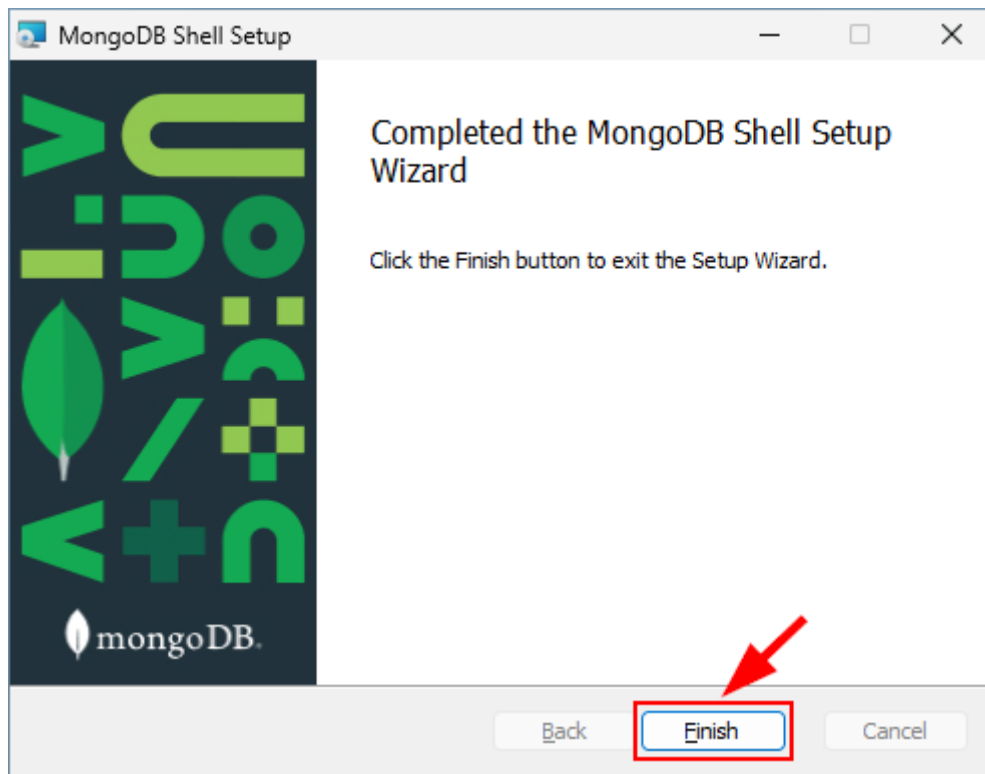 MongoDB Shell Setup
Completed the MongoDB Shell Setup
Wizard
Click the Finish button to exit the Setup Wizard.
mongoDB.
Back
Finish
Cancel